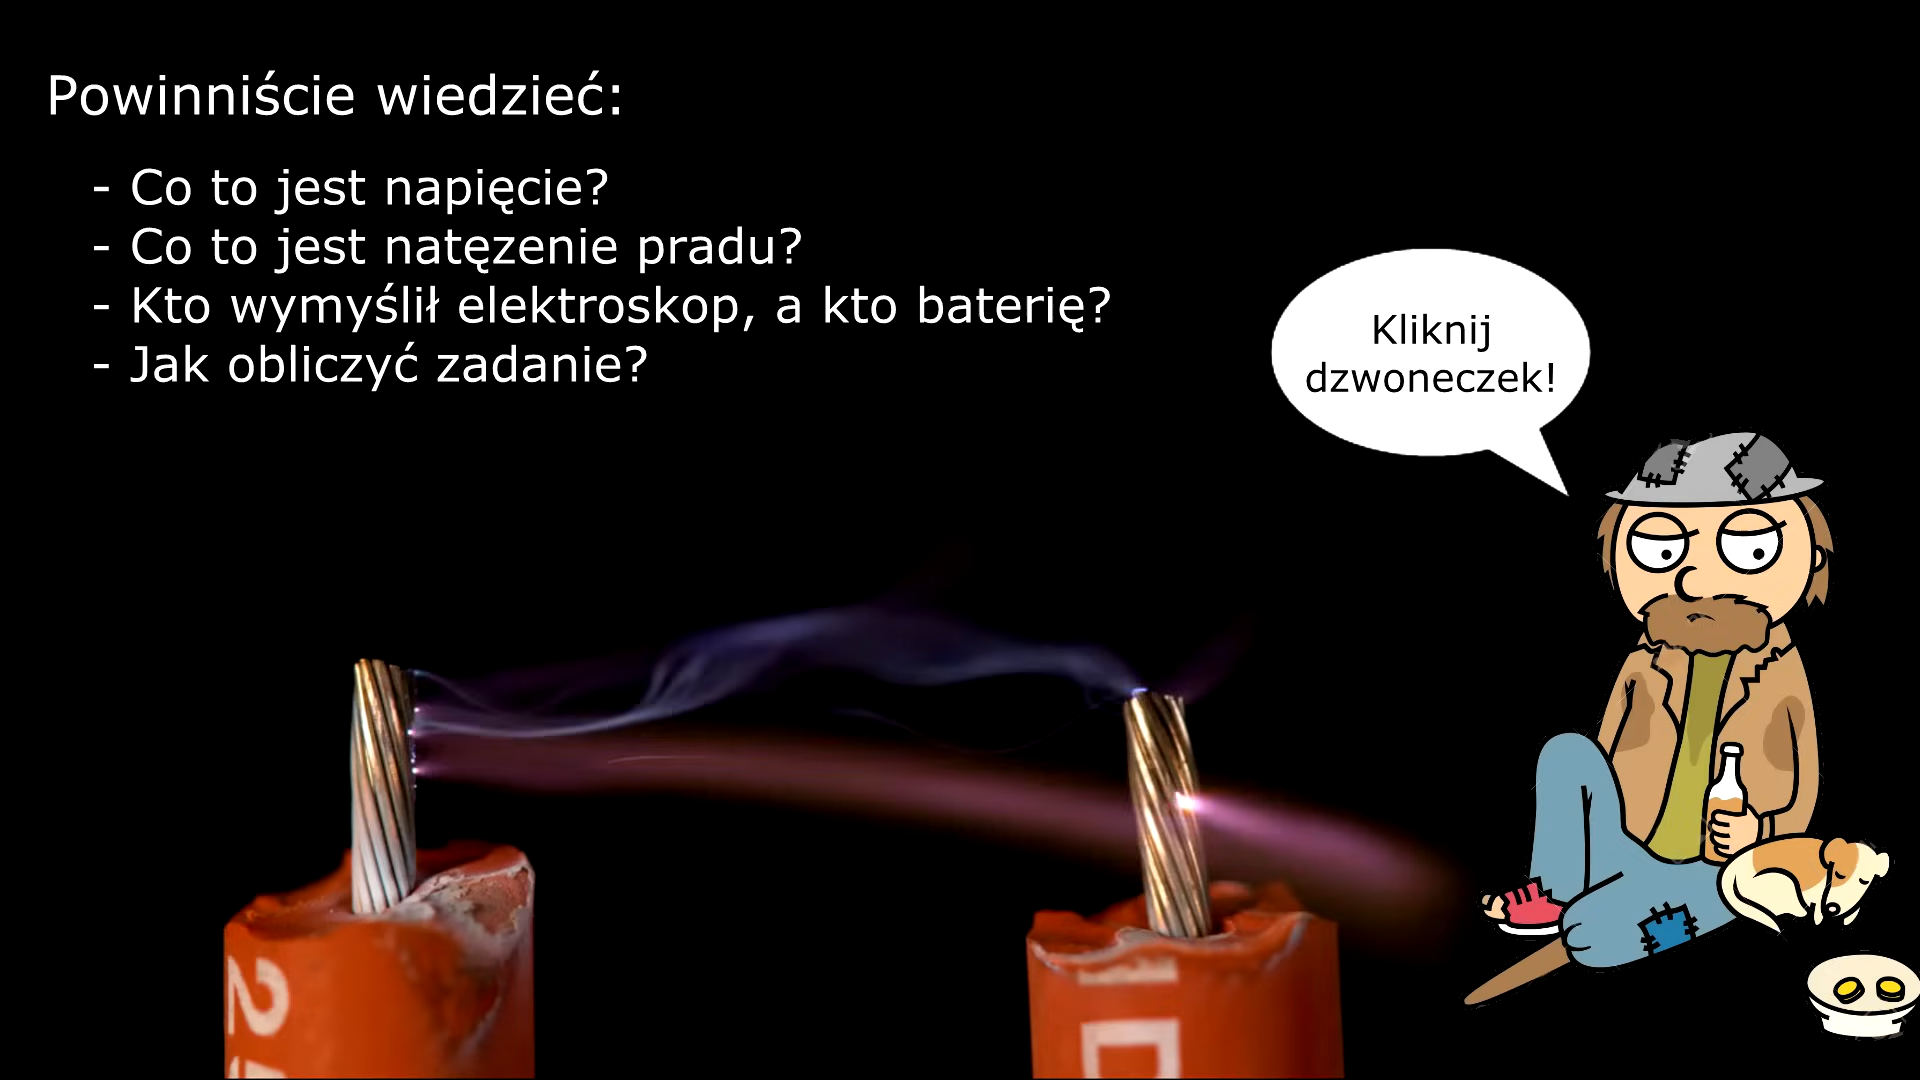 Powinniście wiedzieć:
- Co to jest napięcie?
- Co to jest natęzenie pradu?
- Kto wymyślił elektroskop, a kto baterię?
- Jak obliczyć zadanie?
Kliknij
dzwoneczek!
2
D